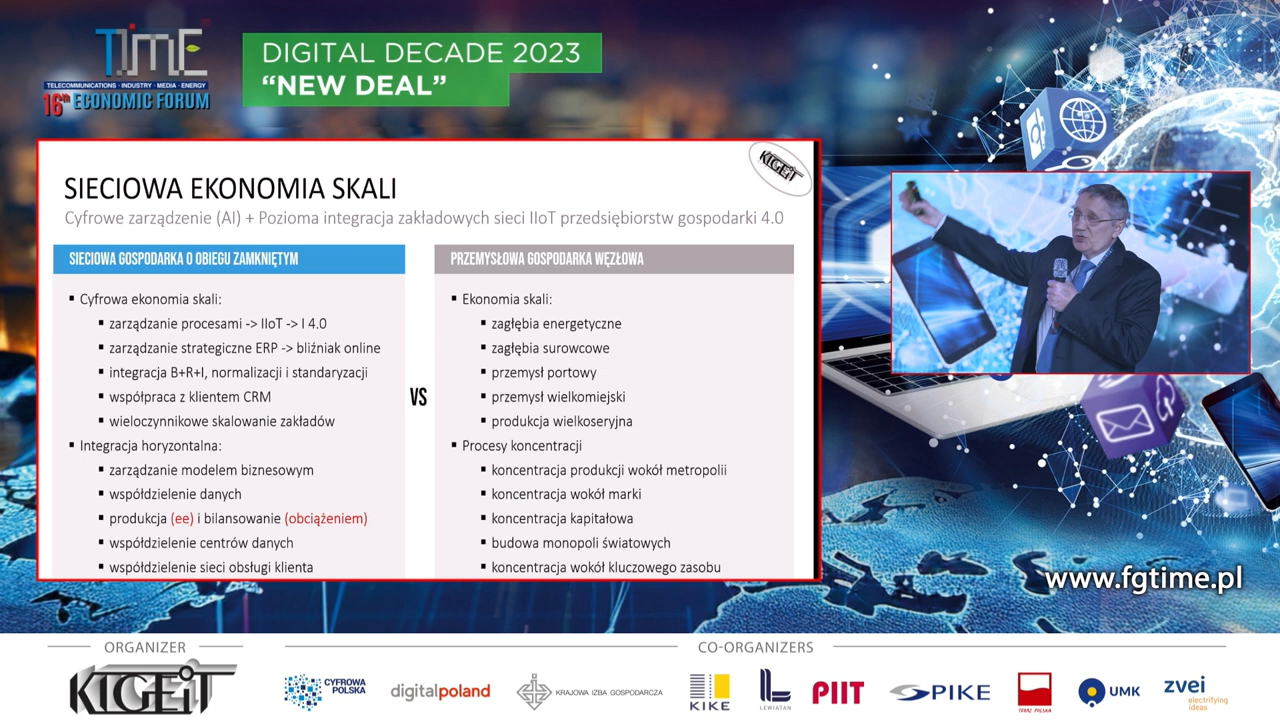 TIME
TELECOMMUNICATIONS · INDUSTRY · MEDIA · ENERGY
16th ECONOMIC FORUM
DIGITAL DECADE 2023
“NEW DEAL”
KIGEiT
SIECIOWA EKONOMIA SKALI
Cyfrowe zarządzenie (AI) + Pozioma integracja zakładowych sieci IIoT przedsiębiorstw gospodarki 4.0
SIECIOWA GOSPODARKA O OBIEGU ZAMKNIĘTYM
▪ Cyfrowa ekonomia skali:
▪ zarządzanie procesami -> IIoT -> I 4.0
▪ zarządzanie strategiczne ERP -> bliźniak online
▪ integracja B+R+I, normalizacji i standaryzacji
▪ współpraca z klientem CRM
▪ wieloczynnikowe skalowanie zakładów
▪ Integracja horyzontalna:
▪ zarządzanie modelem biznesowym
▪ współdzielenie danych
▪ produkcja (ee) i bilansowanie (obciążeniem)
▪ współdzielenie centrów danych
▪ współdzielenie sieci obsługi klienta
VS
PRZEMYSŁOWA GOSPODARKA WĘZŁOWA
▪ Ekonomia skali:
▪ zagłębia energetyczne
▪ zagłębia surowcowe
▪ przemysł portowy
▪ przemysł wielkomiejski
▪ produkcja wielkoseryjna
▪ Procesy koncentracji
▪ koncentracja produkcji wokół metropolii
▪ koncentracja wokół marki
▪ koncentracja kapitałowa
▪ budowa monopoli światowych
▪ koncentracja wokół kluczowego zasobu
www.fgtime.pl
ORGANIZER
CO-ORGANIZERS
KIGEiT
CYFROWA
POLSKA
digitalpoland
KRAJOWA IZBA GOSPODARCZA
KIKE
LEWIATAN
PIIT
PIKE
TERAZ POLSKA
UMK
zvei
electrifying
ideas